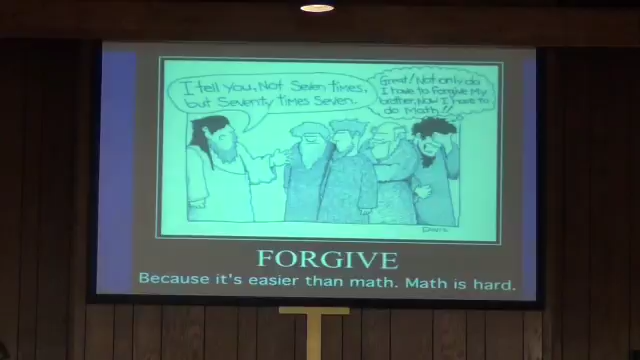 I tell you, Not Seven times,
but Seventy times Seven.
Great! Not only do
I have to Forgive My
brother, Now I have to
do Math!!
FORGIVE
Because it's easier than math. Math is hard.